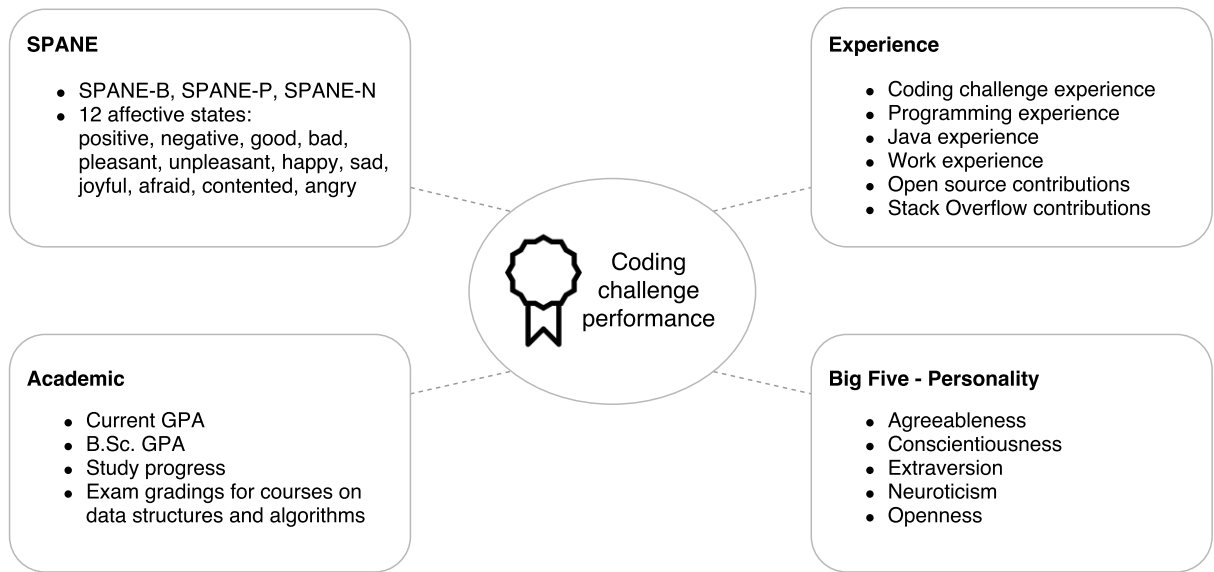 SPANE
• SPANE-B, SPANE-P, SPANE-N
• 12 affective states:
positive, negative, good, bad,
pleasant, unpleasant, happy, sad,
joyful, afraid, contented, angry
Experience
• Coding challenge experience
• Programming experience
• Java experience
• Work experience
• Open source contributions
• Stack Overflow contributions
Coding
challenge
performance
Academic
• Current GPA
• B.Sc. GPA
• Study progress
• Exam gradings for courses on
data structures and algorithms
Big Five - Personality
• Agreeableness
• Conscientiousness
• Extraversion
• Neuroticism
• Openness